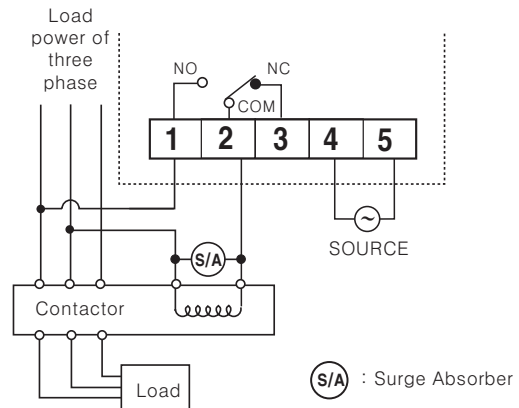 Load
power of
three
phase
NO
NC
COM
1 2 3 4 5
~
SOURCE
S/A
Contactor
Load
S/A : Surge Absorber